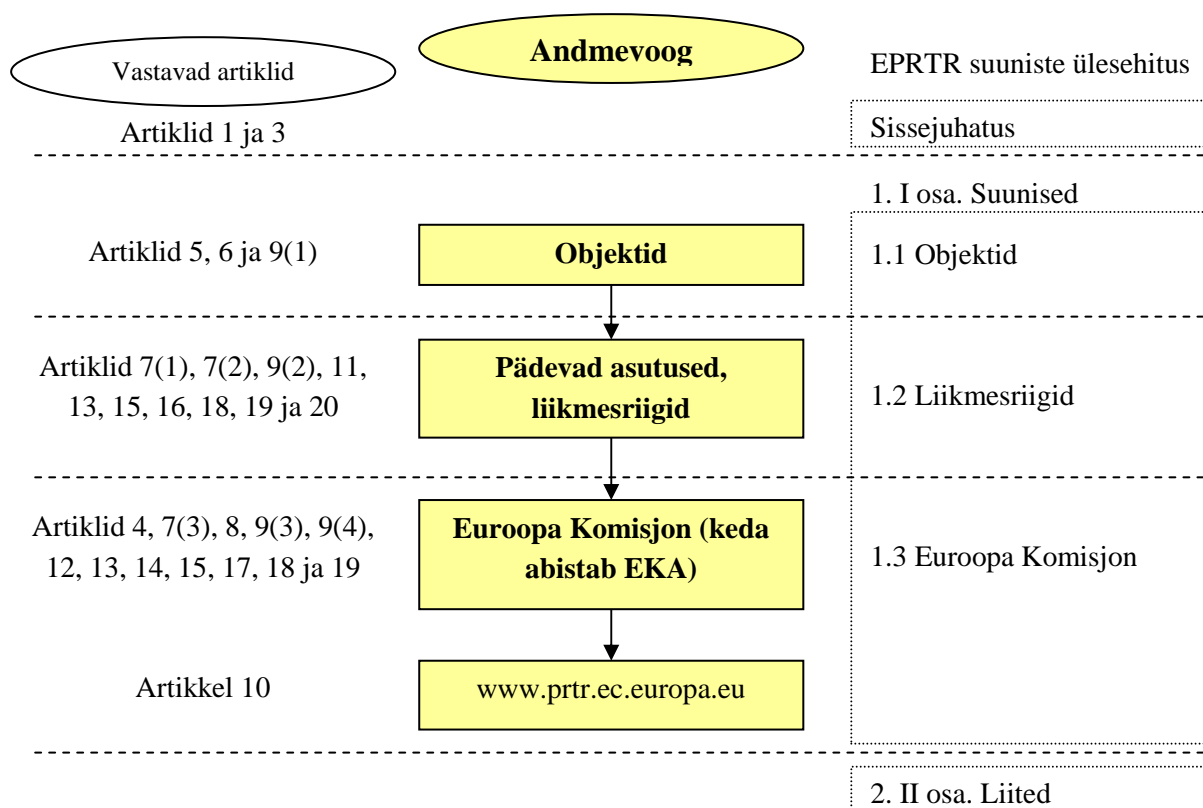 Vastavad artiklid
Andmevoog
EPRTR suuniste ülesehitus
Artiklid 1 ja 3
Sissejuhatus
1. I osa. Suunised
Artiklid 5, 6 ja 9(1)
Objektid
1.1 Objektid
Artiklid 7(1), 7(2), 9(2), 11,
13, 15, 16, 18, 19 ja 20
Pädevad asutused,
liikmesriigid
1.2 Liikmesriigid
Artiklid 4, 7(3), 8, 9(3), 9(4),
12, 13, 14, 15, 17, 18 ja 19
Euroopa Komisjon (keda
abistab EKA)
1.3 Euroopa Komisjon
Artikkel 10
www.prtr.ec.europa.eu
2. II osa. Liited